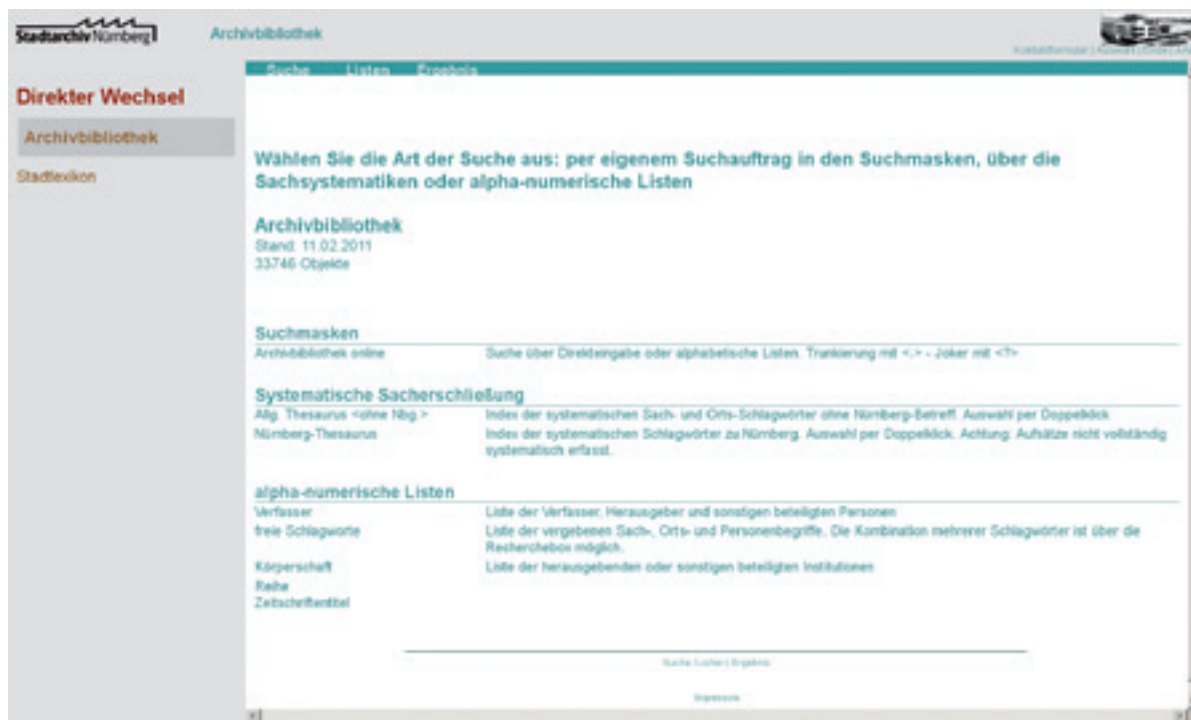 Stadtarchiv Nürnberg
Archivbibliothek
Suche Listen Ergebnis
Direkter Wechsel
Archivbibliothek
Stadtlexikon
Wählen Sie die Art der Suche aus: per eigenem Suchauftrag in den Suchmasken, über die
Sachsystematiken oder alpha-numerische Listen
Archivbibliothek
Stand: 11.02.2011
33746 Objekte
Suchmasken
Archivbibliothek online Suche über Direkteingabe oder alphabetische Listen. Trunkierung mit <,> - Joker mit <?>
Systematische Sacherschließung
Allg. Thesaurus <ohne Nbg.> Index der systematischen Sach- und Orts-Schlagwörter ohne Nürnberg-Betreff. Auswahl per Doppelklick
Nürnberg-Thesaurus Index der systematischen Schlagwörter zu Nürnberg. Auswahl per Doppelklick. Achtung: Aufsätze nicht vollständig
systematisch erfasst.
alpha-numerische Listen
Verfasser Liste der Verfasser, Herausgeber und sonstigen beteiligten Personen
freie Schlagworte Liste der vergebenen Sach-, Orts- und Personenbegriffe. Die Kombination mehrerer Schlagwörter ist über die
Recherchebox möglich.
Körperschaft Liste der herausgebenden oder sonstigen beteiligten Institutionen
Reihe
Zeitschriftentitel
Suche | Listen | Ergebnis
Impressum